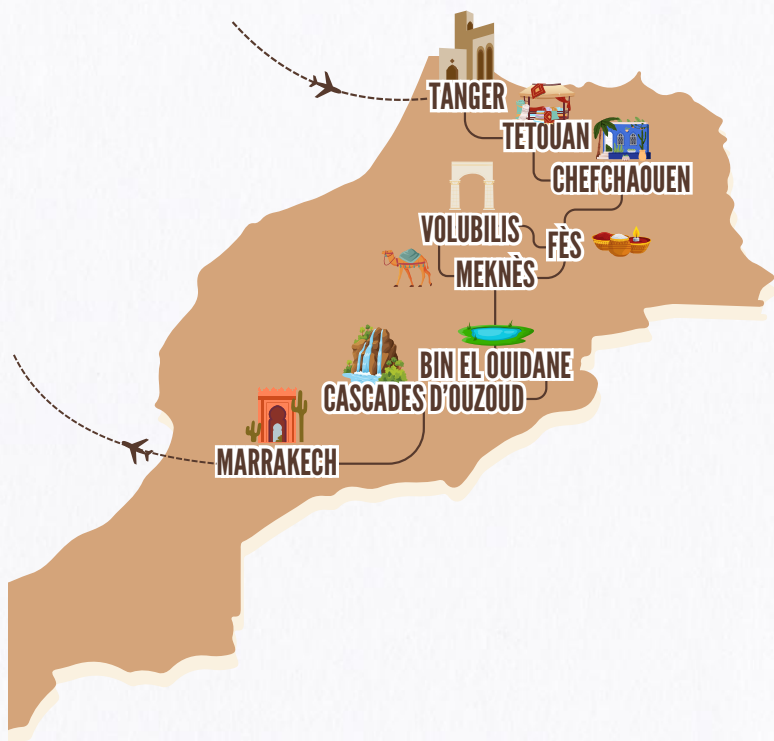 TANGER
TETOUAN
CHEFCHAOUEN
VOLUBILIS
FÈS
MEKNÈS
BIN EL OUIDANE
CASCADES D'OUZOUD
MARRAKECH